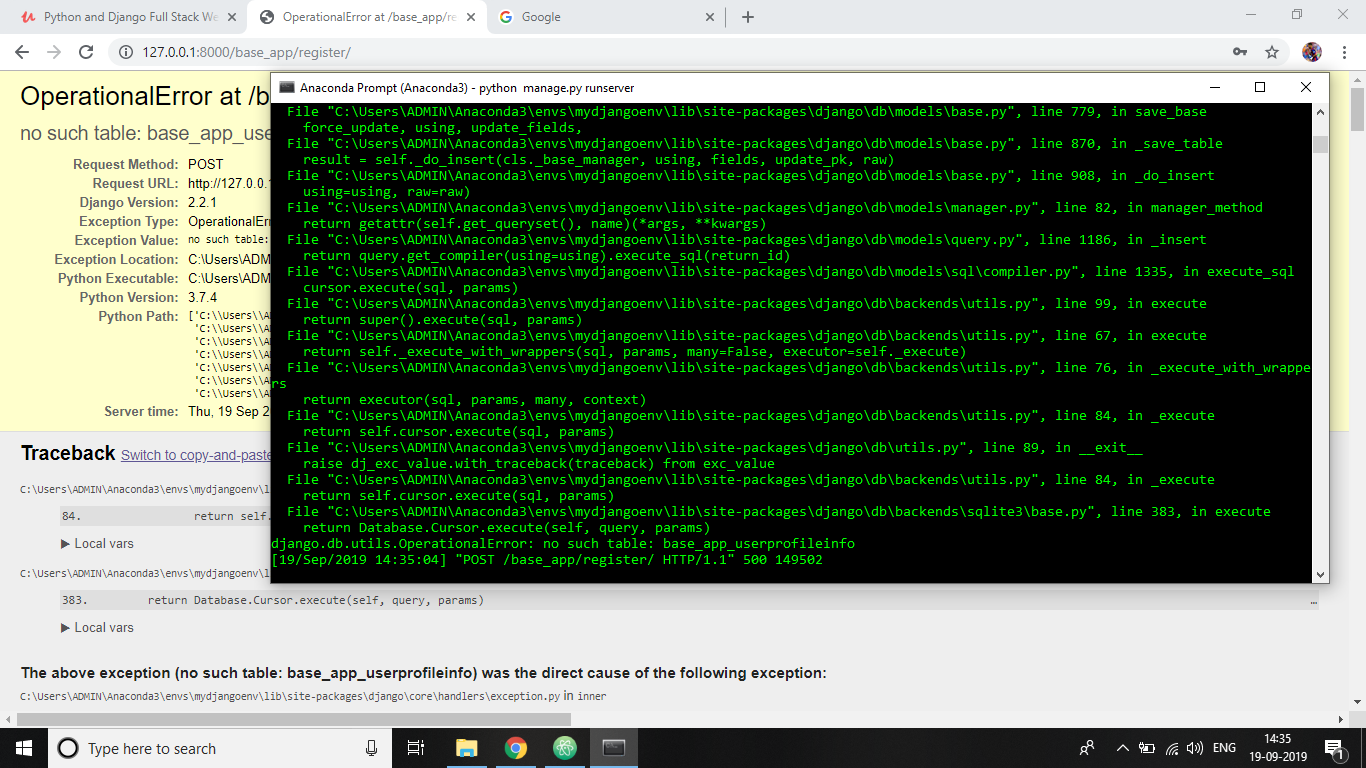 Python and Django Full Stack We
OperationalError at /base_app/re
Google
127.0.0.1:8000/base_app/register/
OperationalError at /b
no such table: base_app_use
Request Method: POST
Request URL: http://127.0.0.1
Django Version: 2.2.1
Exception Type: OperationalErr
Exception Value: no such table:
Exception Location: C:\Users\ADM
Python Executable: C:\Users\ADM
Python Version: 3.7.4
Python Path: ['C:\\Users\\A
'C:\\Users\\A
'C:\\Users\\A
'C:\\Users\\A
'C:\\Users\\A
'C:\\Users\\A
'C:\\Users\\A
Server time: Thu, 19 Sep 2
Anaconda Prompt (Anaconda3) - python manage.py runserver
File "C:\Users\ADMIN\Anaconda3\envs\mydjangoenv\lib\site-packages\django\db\models\base.py", line 779, in save_base
force_update, using, update_fields,
File "C:\Users\ADMIN\Anaconda3\envs\mydjangoenv\lib\site-packages\django\db\models\base.py", line 870, in _save_table
result = self._do_insert(cls._base_manager, using, fields, update_pk, raw)
File "C:\Users\ADMIN\Anaconda3\envs\mydjangoenv\lib\site-packages\django\db\models\base.py", line 908, in _do_insert
using=using, raw=raw)
File "C:\Users\ADMIN\Anaconda3\envs\mydjangoenv\lib\site-packages\django\db\models\manager.py", line 82, in manager_method
return getattr(self.get_queryset(), name)(*args, **kwargs)
File "C:\Users\ADMIN\Anaconda3\envs\mydjangoenv\lib\site-packages\django\db\models\query.py", line 1186, in _insert
return query.get_compiler(using=using).execute_sql(return_id)
File "C:\Users\ADMIN\Anaconda3\envs\mydjangoenv\lib\site-packages\django\db\models\sql\compiler.py", line 1335, in execute_sql
cursor.execute(sql, params)
File "C:\Users\ADMIN\Anaconda3\envs\mydjangoenv\lib\site-packages\django\db\backends\utils.py", line 99, in execute
return super().execute(sql, params)
File "C:\Users\ADMIN\Anaconda3\envs\mydjangoenv\lib\site-packages\django\db\backends\utils.py", line 67, in execute
return self._execute_with_wrappers(sql, params, many=False, executor=self._execute)
File "C:\Users\ADMIN\Anaconda3\envs\mydjangoenv\lib\site-packages\django\db\backends\utils.py", line 76, in _execute_with_wrappe
rs
return executor(sql, params, many, context)
File "C:\Users\ADMIN\Anaconda3\envs\mydjangoenv\lib\site-packages\django\db\backends\utils.py", line 84, in _execute
return self.cursor.execute(sql, params)
File "C:\Users\ADMIN\Anaconda3\envs\mydjangoenv\lib\site-packages\django\db\utils.py", line 89, in __exit__
raise dj_exc_value.with_traceback(traceback) from exc_value
File "C:\Users\ADMIN\Anaconda3\envs\mydjangoenv\lib\site-packages\django\db\backends\utils.py", line 84, in _execute
return self.cursor.execute(sql, params)
File "C:\Users\ADMIN\Anaconda3\envs\mydjangoenv\lib\site-packages\django\db\backends\sqlite3\base.py", line 383, in execute
return Database.Cursor.execute(self, query, params)
django.db.utils.OperationalError: no such table: base_app_userprofileinfo
[19/Sep/2019 14:35:04] "POST /base_app/register/ HTTP/1.1" 500 149502
Traceback Switch to copy-and-paste
C:\Users\ADMIN\Anaconda3\envs\mydjangoenv\l
84. return self.
▶ Local vars
C:\Users\ADMIN\Anaconda3\envs\mydjangoenv\l
383. return Database.Cursor.execute(self, query, params) …
▶ Local vars
The above exception (no such table: base_app_userprofileinfo) was the direct cause of the following exception:
C:\Users\ADMIN\Anaconda3\envs\mydjangoenv\lib\site-packages\django\core\handlers\exception.py in inner
Type here to search
ENG
14:35
19-09-2019
1